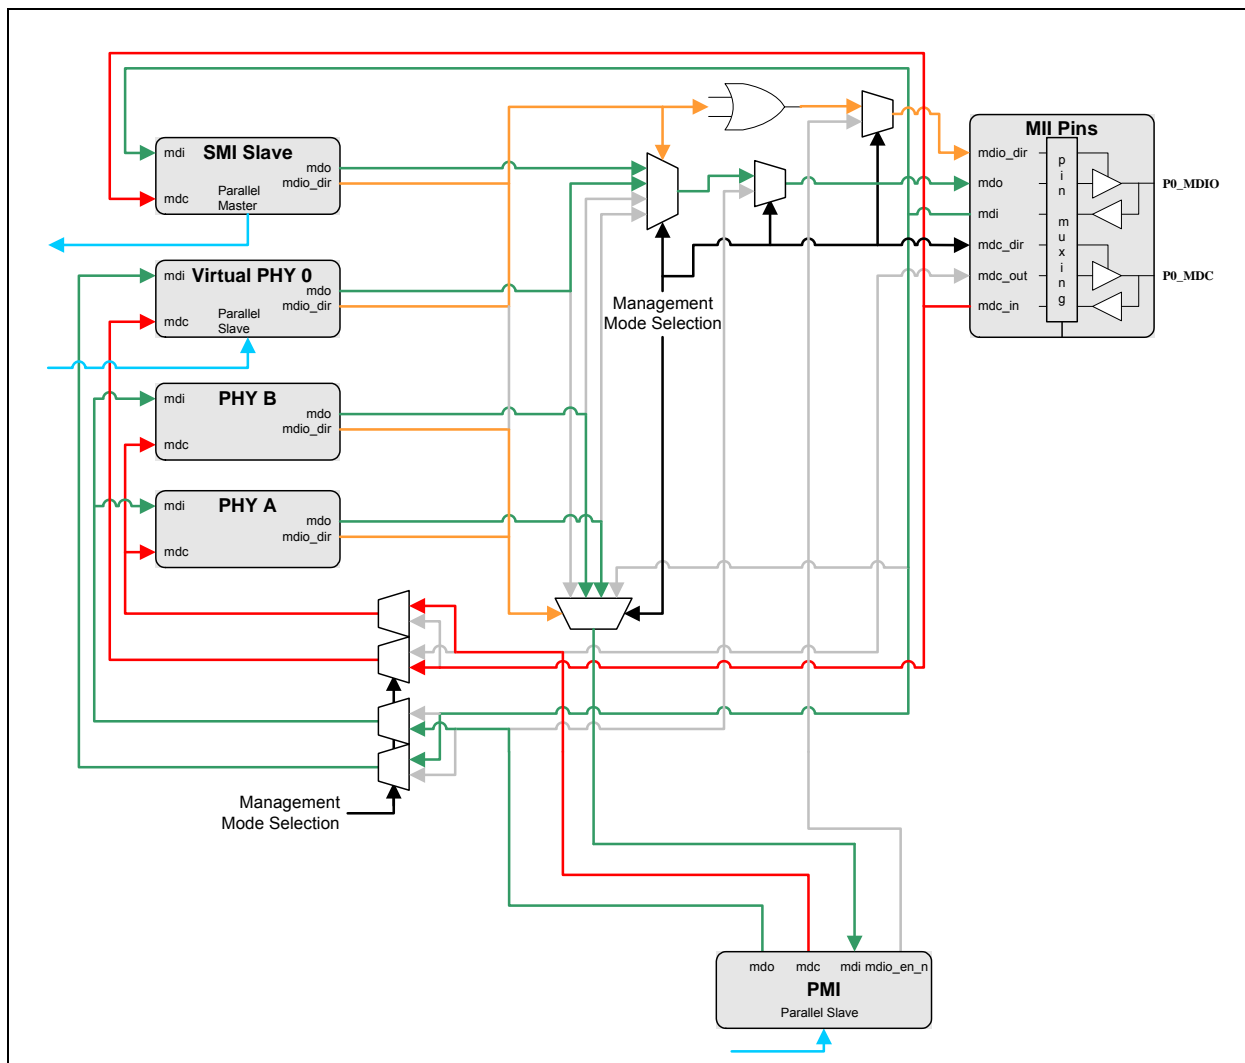 SMI Slave
mdi
mdo
mdio_dir
mdc
Parallel
Master
Virtual PHY 0
mdi
mdo
mdio_dir
mdc
Parallel
Slave
PHY B
mdi
mdo
mdio_dir
mdc
PHY A
mdi
mdo
mdio_dir
mdc
Management
Mode Selection
MII Pins
mdio_dir
mdo
mdi
mdc_dir
mdc_out
mdc_in
pin muxing
P0_MDIO
P0_MDC
Management
Mode Selection
mdo mdc mdi mdio_en_n
PMI
Parallel Slave